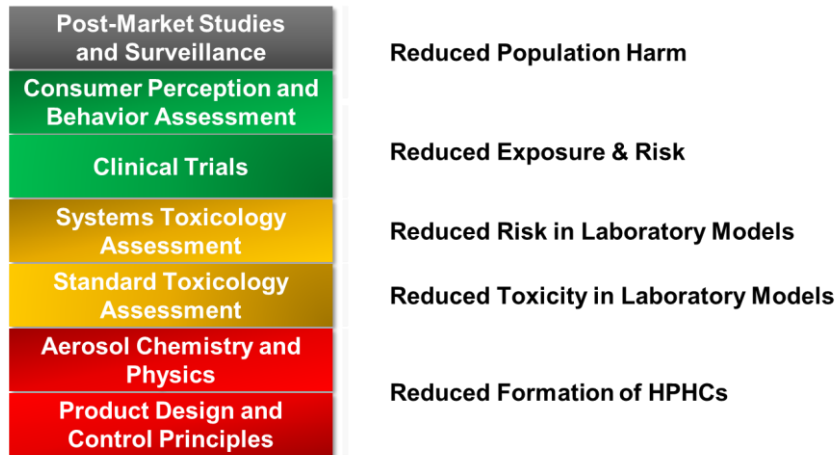 Post-Market Studies
and Surveillance
Reduced Population Harm
Consumer Perception and
Behavior Assessment
Clinical Trials
Reduced Exposure & Risk
Systems Toxicology
Assessment
Reduced Risk in Laboratory Models
Standard Toxicology
Assessment
Reduced Toxicity in Laboratory Models
Aerosol Chemistry and
Physics
Reduced Formation of HPHCs
Product Design and
Control Principles